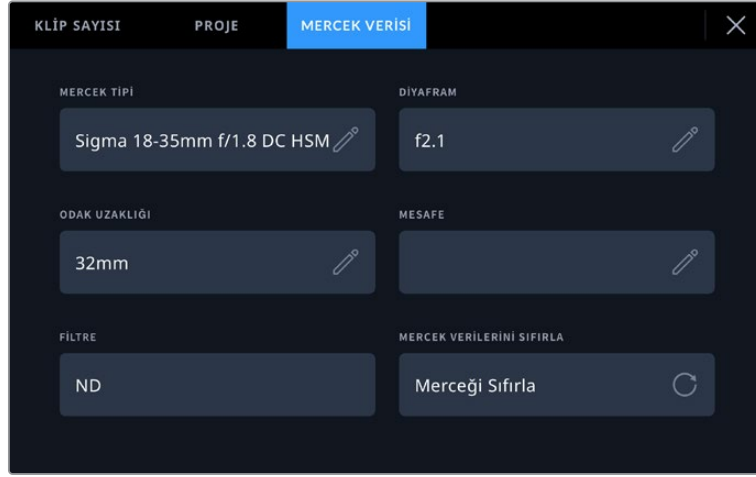 KLİP SAYISI PROJE MERCEK VERİSİ
MERCEK TİPİ DİYAFRAM
Sigma 18-35mm f/1.8 DC HSM f2.1
ODAK UZAKLIĞI MESAFE
32mm
FİLTRE MERCEK VERİLERİNİ SIFIRLA
ND Merceği Sıfırla